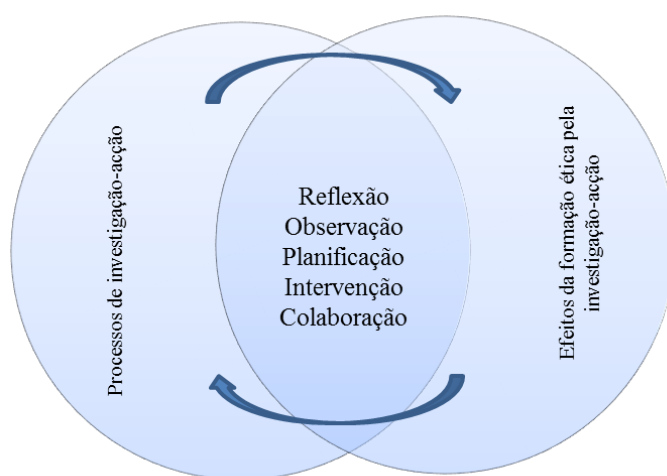 Processos de investigação-acção
Reflexão
Observação
Planificação
Intervenção
Colaboração
Efeitos da formação ética pela
investigação-acção